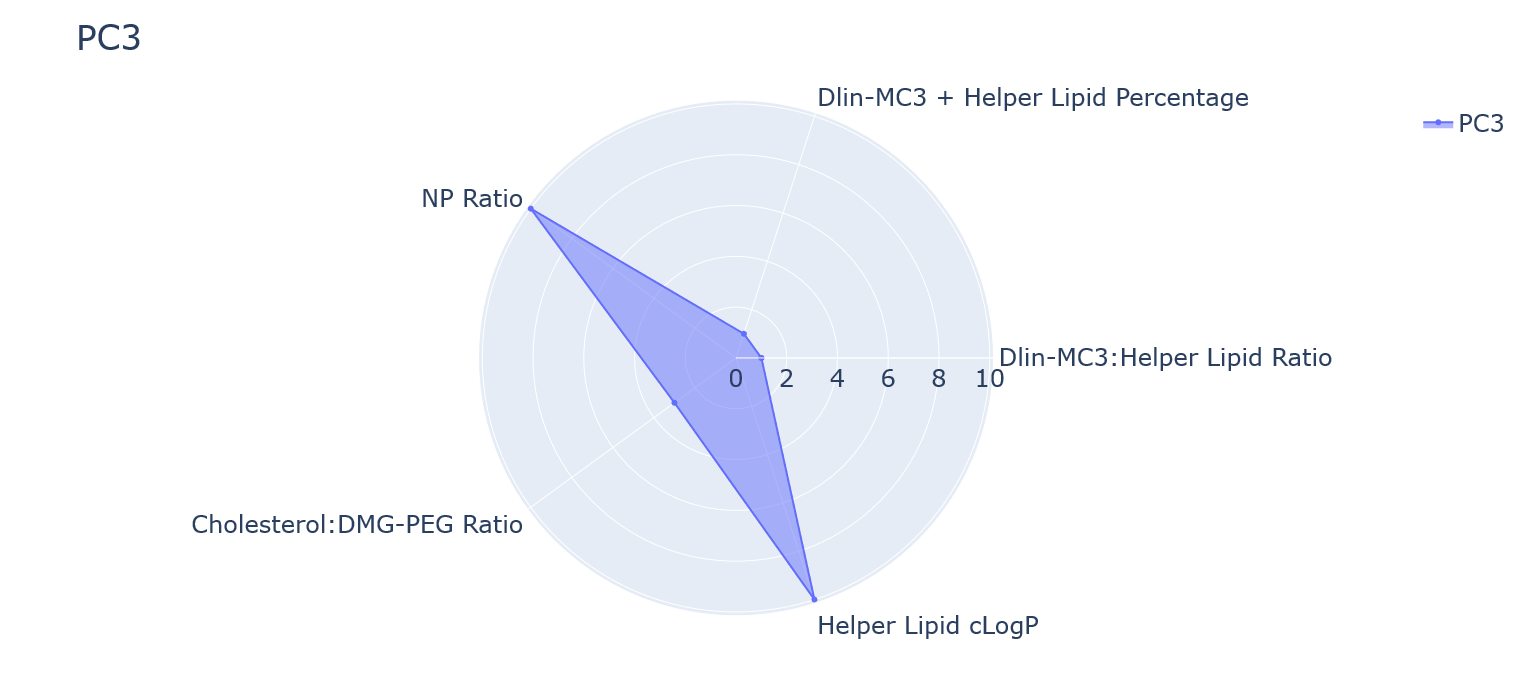 PC3
Dlin-MC3 + Helper Lipid Percentage
PC3
NP Ratio
Dlin-MC3:Helper Lipid Ratio
0 2 4 6 8 10
Cholesterol:DMG-PEG Ratio
Helper Lipid cLogP